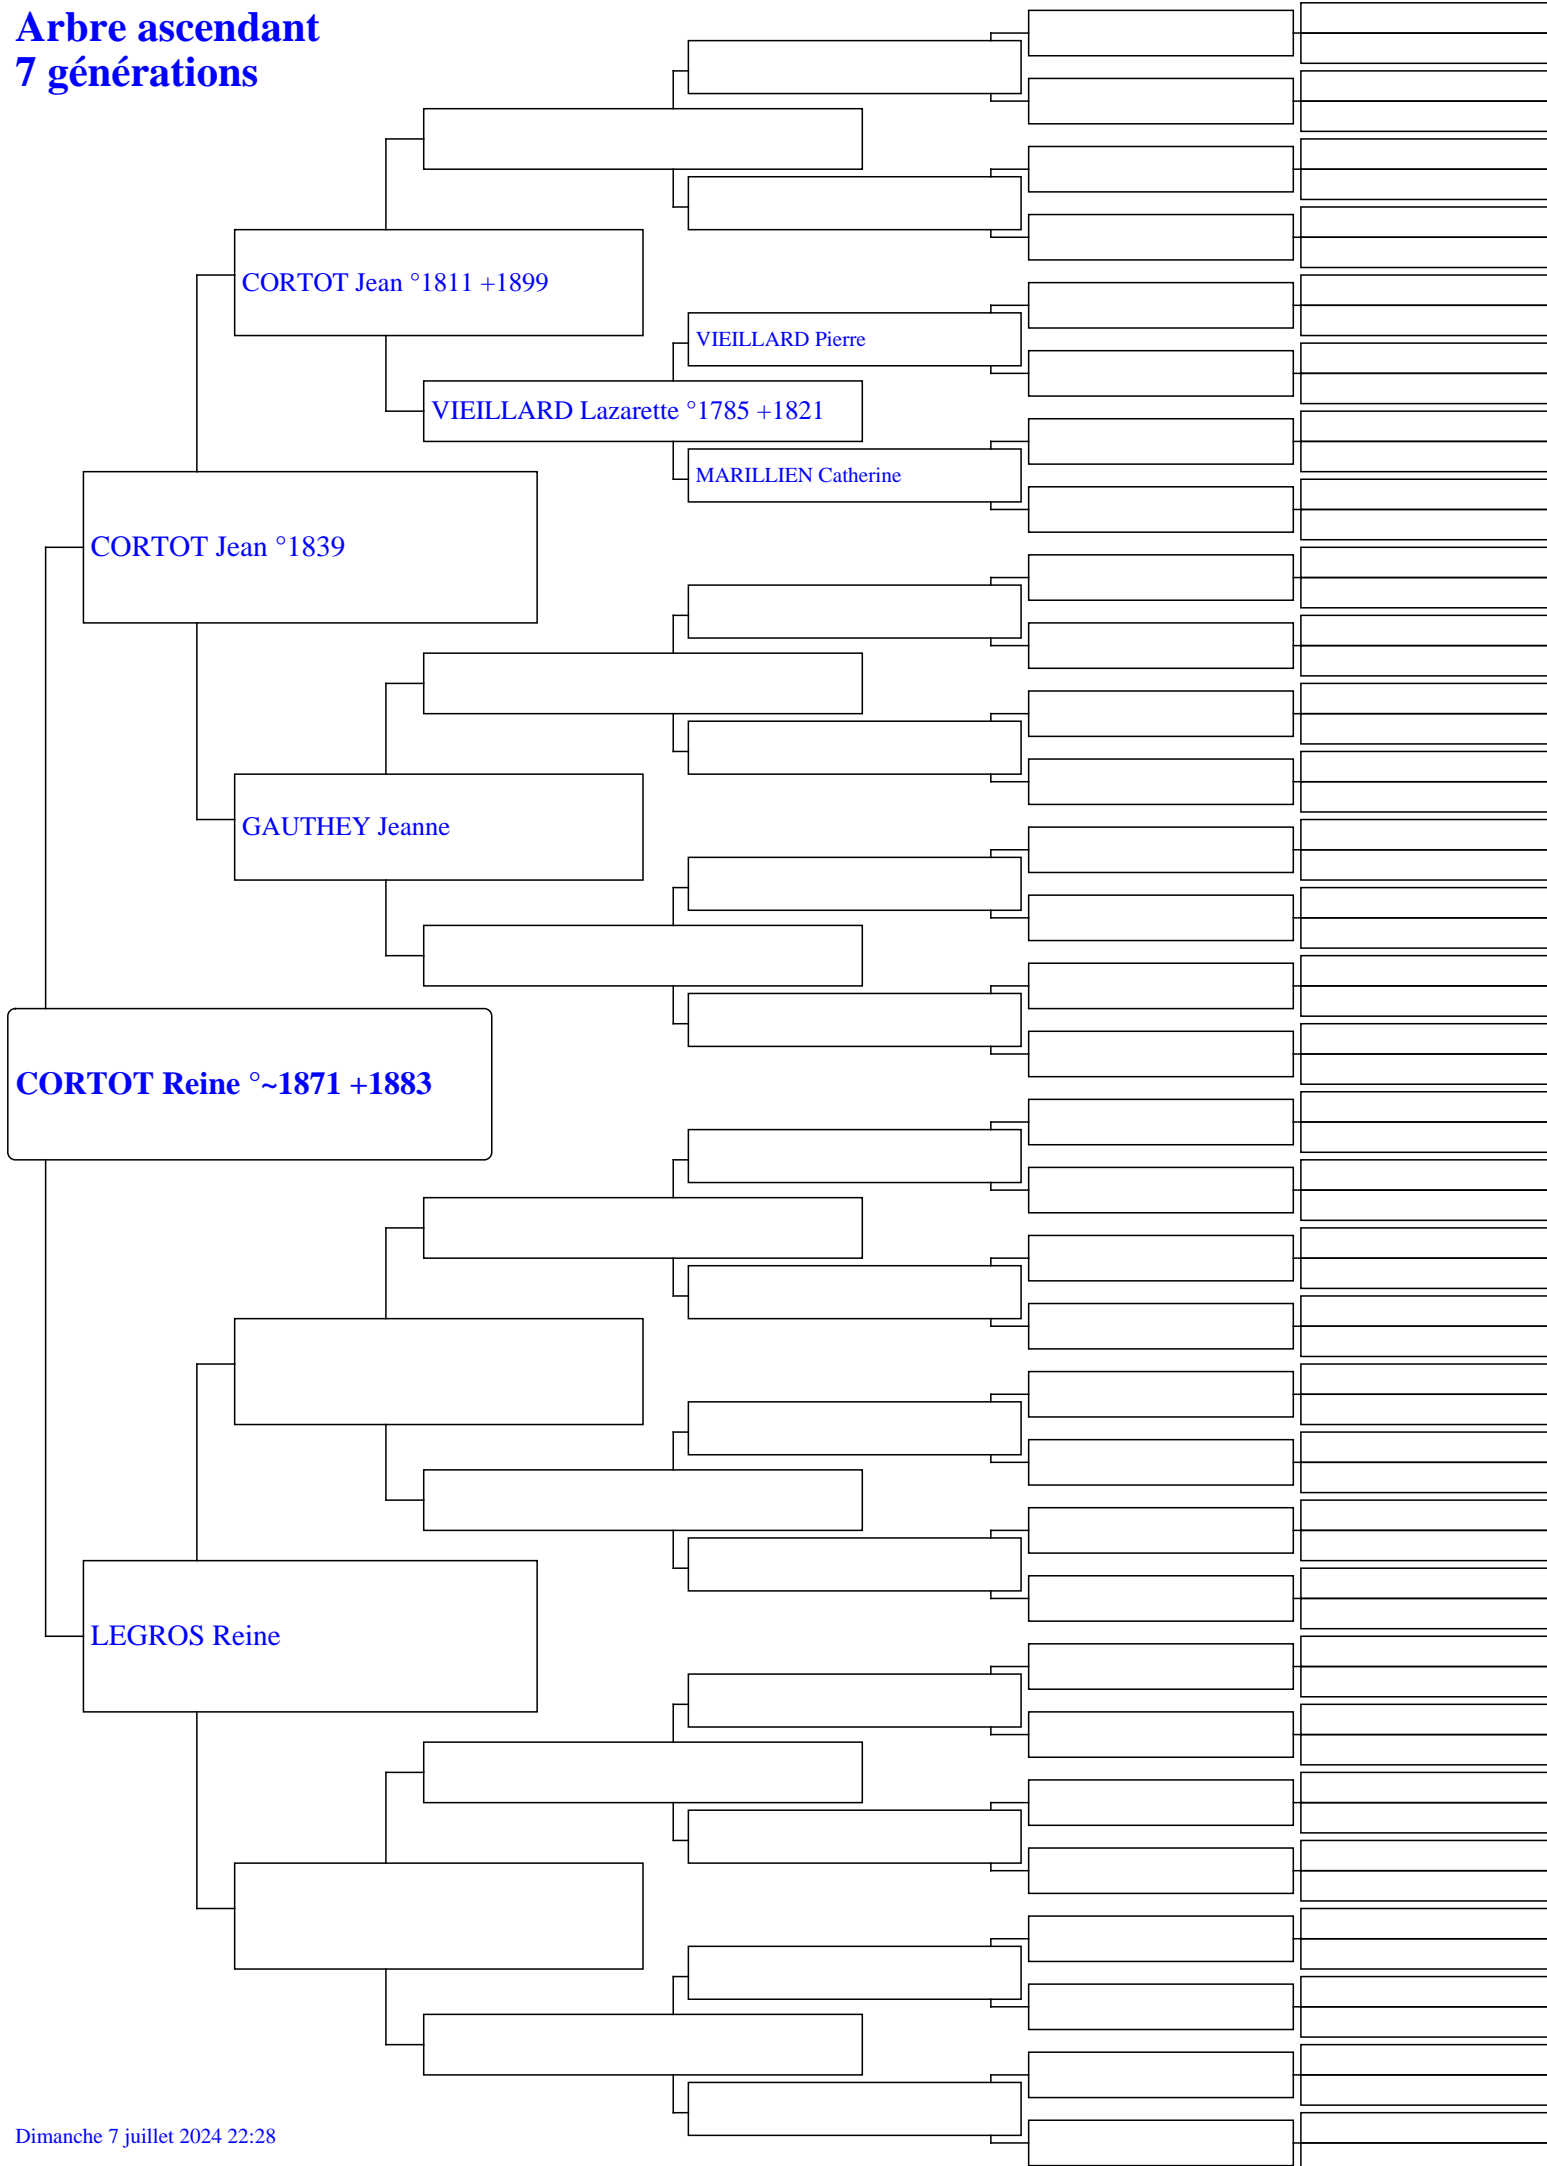 Arbre ascendant
7 générations
CORTOT Jean °1811 +1899
VIEILLARD Pierre
VIEILLARD Lazarette °1785 +1821
MARILLIEN Catherine
CORTOT Jean °1839
GAUTHEY Jeanne
CORTOT Reine °~1871 +1883
LEGROS Reine
Dimanche 7 juillet 2024 22:28